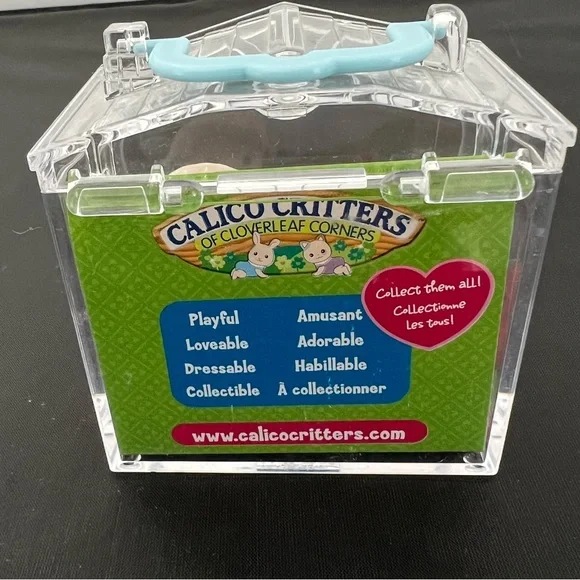 CALICO CRITTERS
OF CLOVERLEAF CORNERS
Collect them all!
Collectionne
les tous!
Playful Amusant
Loveable Adorable
Dressable Habillable
Collectible À collectionner
www.calicocritters.com